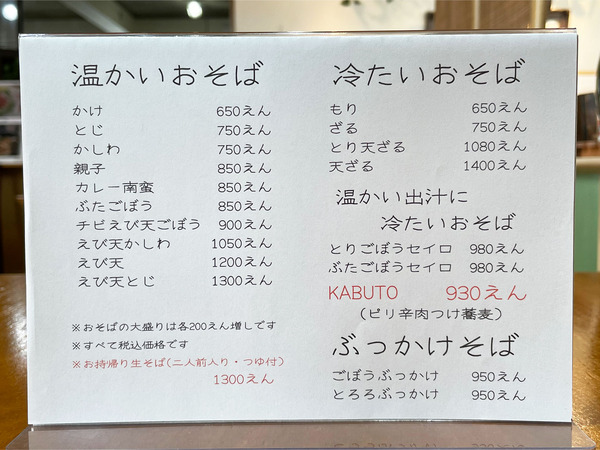 温かいおそば
かけ 650えん
とじ 750えん
かしわ 750えん
親子 850えん
カレー南蛮 850えん
ぶたごぼう 850えん
チビえび天ごぼう 900えん
えび天かしわ 1050えん
えび天 1200えん
えび天とじ 1300えん
※おそばの大盛りは各200えん増しです
※すべて税込価格です
※お持帰り生そば(二人前入り・つゆ付)
1300えん
冷たいおそば
もり 650えん
ざる 750えん
とり天ざる 1080えん
天ざる 1400えん
温かい出汁に
冷たいおそば
とりごぼうセイロ 980えん
ぶたごぼうセイロ 980えん
KABUTO 930えん
(ピリ辛肉つけ蕎麦)
ぶっかけそば
ごぼうぶっかけ 950えん
とろろぶっかけ 950えん